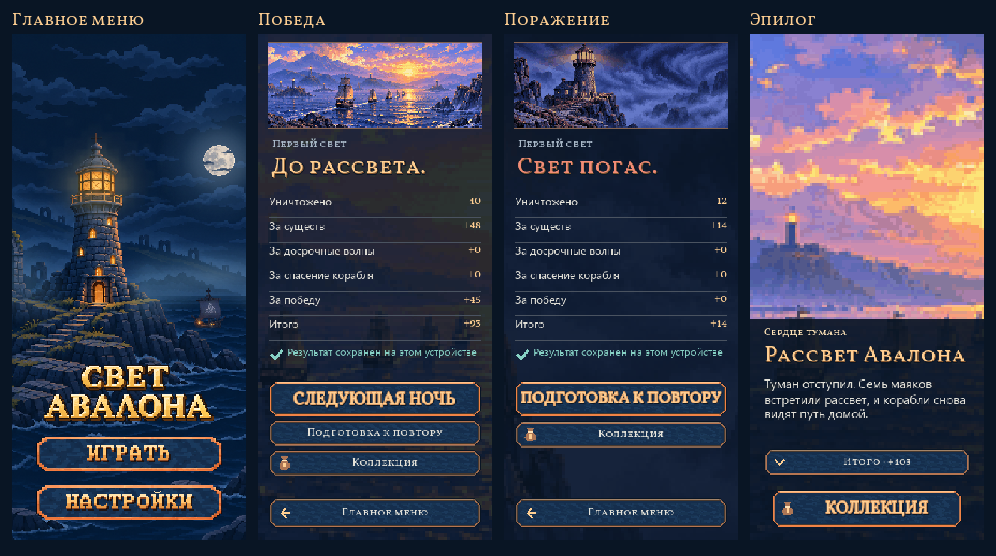 Главное меню
СВЕТ
АВАЛОНА
ИГРАТЬ
НАСТРОЙКИ
Победа
Первый свет
До рассвета.
Уничтожено 40
За существ +48
За досрочные волны +0
За спасение корабля +0
За победу +45
Итого +93
Результат сохранен на этом устройстве
СЛЕДУЮЩАЯ НОЧЬ
Подготовка к повтору
Коллекция
Главное меню
Поражение
Первый свет
Свет погас.
Уничтожено 12
За существ +14
За досрочные волны +0
За спасение корабля +0
За победу +0
Итого +14
Результат сохранен на этом устройстве
ПОДГОТОВКА К ПОВТОРУ
Коллекция
Главное меню
Эпилог
Сердце тумана
Рассвет Авалона
Туман отступил. Семь маяков
встретили рассвет, и корабли снова
видят путь домой.
Итого · +103
КОЛЛЕКЦИЯ